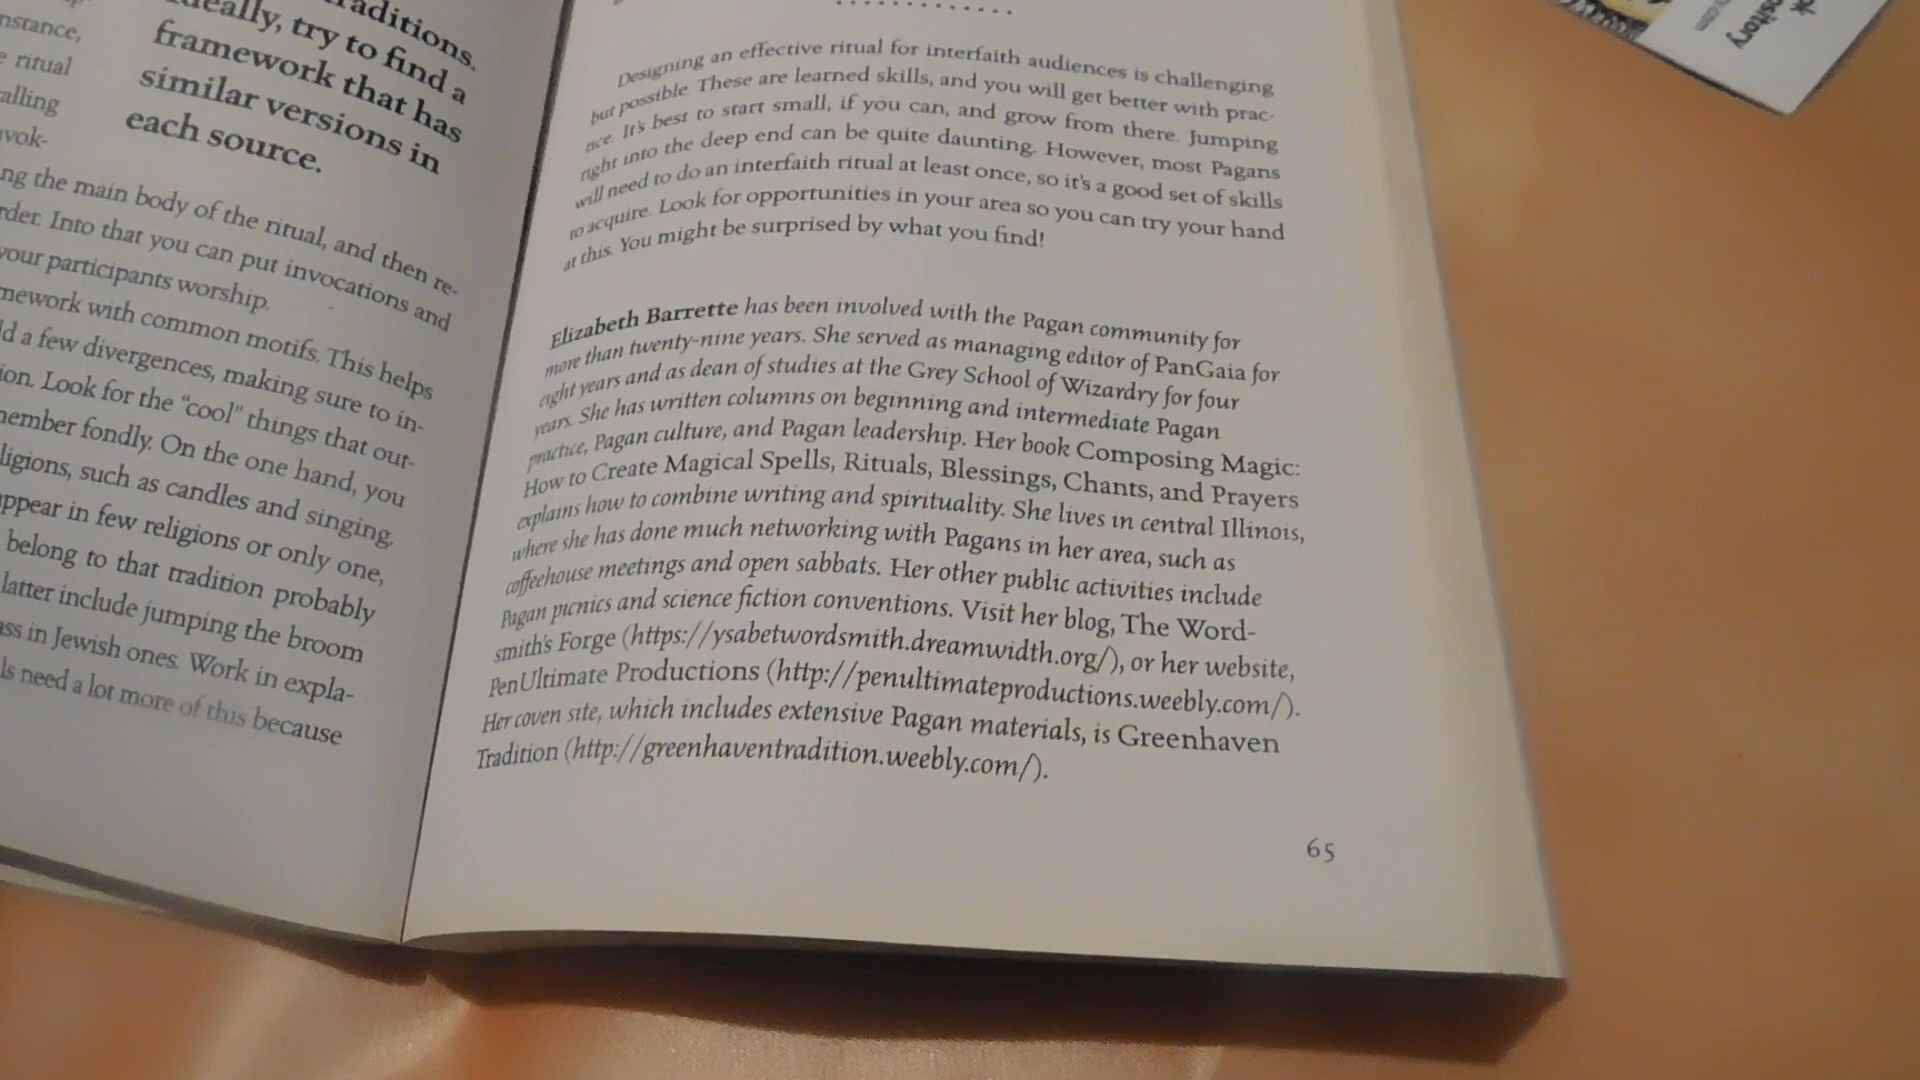 raditions.
deally, try to find a
framework that has
similar versions in
each source.
nstance,
ritual
alling
nvok-
ng the main body of the ritual, and then re-
rder. Into that you can put invocations and
your participants worship.
mework with common motifs. This helps
ld a few divergences, making sure to in-
ion. Look for the “cool” things that out-
member fondly. On the one hand, you
ligions, such as candles and singing.
ppear in few religions or only one,
belong to that tradition probably
latter include jumping the broom
ass in Jewish ones. Work in expla-
ls need a lot more of this because
Designing an effective ritual for interfaith audiences is challenging
but possible. These are learned skills, and you will get better with prac-
tice. It's best to start small, if you can, and grow from there. Jumping
right into the deep end can be quite daunting. However, most Pagans
will need to do an interfaith ritual at least once, so it's a good set of skills
to acquire. Look for opportunities in your area so you can try your hand
at this. You might be surprised by what you find!
Elizabeth Barrette has been involved with the Pagan community for
more than twenty-nine years. She served as managing editor of PanGaia for
eight years and as dean of studies at the Grey School of Wizardry for four
years. She has written columns on beginning and intermediate Pagan
practice, Pagan culture, and Pagan leadership. Her book Composing Magic:
How to Create Magical Spells, Rituals, Blessings, Chants, and Prayers
explains how to combine writing and spirituality. She lives in central Illinois,
where she has done much networking with Pagans in her area, such as
coffeehouse meetings and open sabbats. Her other public activities include
Pagan picnics and science fiction conventions. Visit her blog, The Word-
smith's Forge (https://ysabetwordsmith.dreamwidth.org/), or her website,
PenUltimate Productions (http://penultimateproductions.weebly.com/).
Her coven site, which includes extensive Pagan materials, is Greenhaven
Tradition (http://greenhaventradition.weebly.com/).
65
ok
ository
y.com